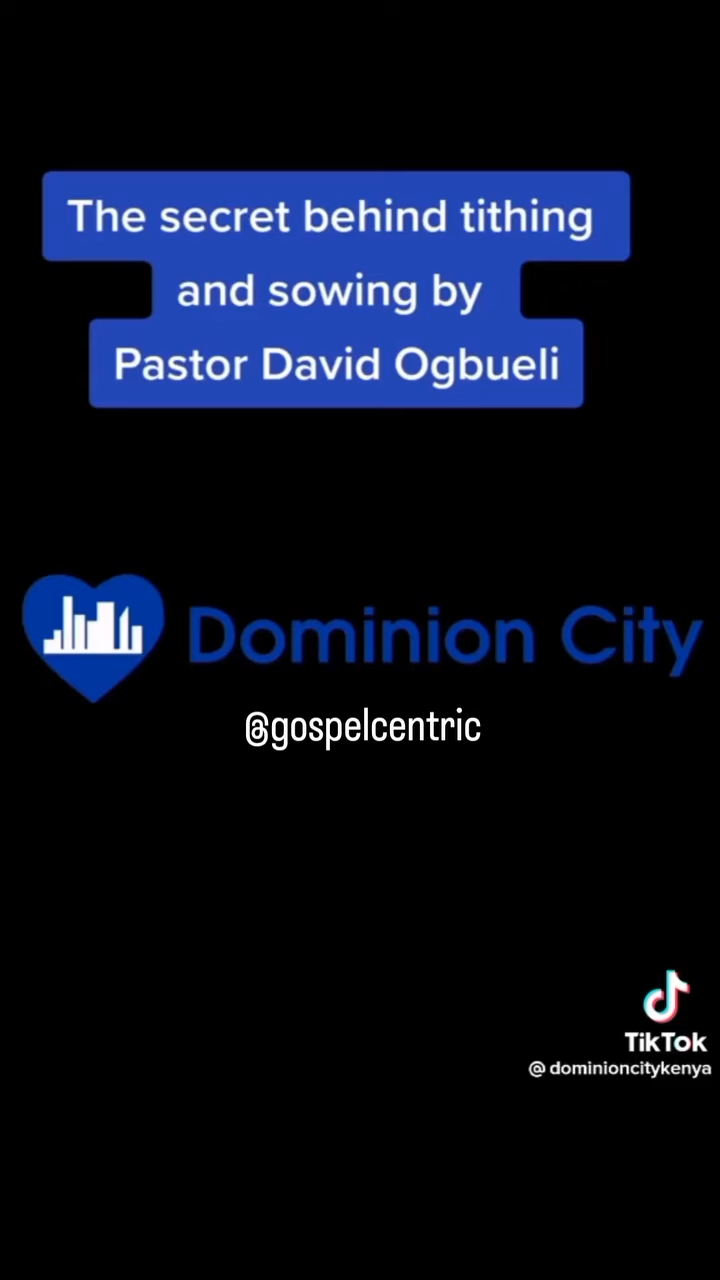 The secret behind tithing
and sowing by
Pastor David Ogbueli
Dominion City
@gospelcentric
TikTok
@dominioncitykenya